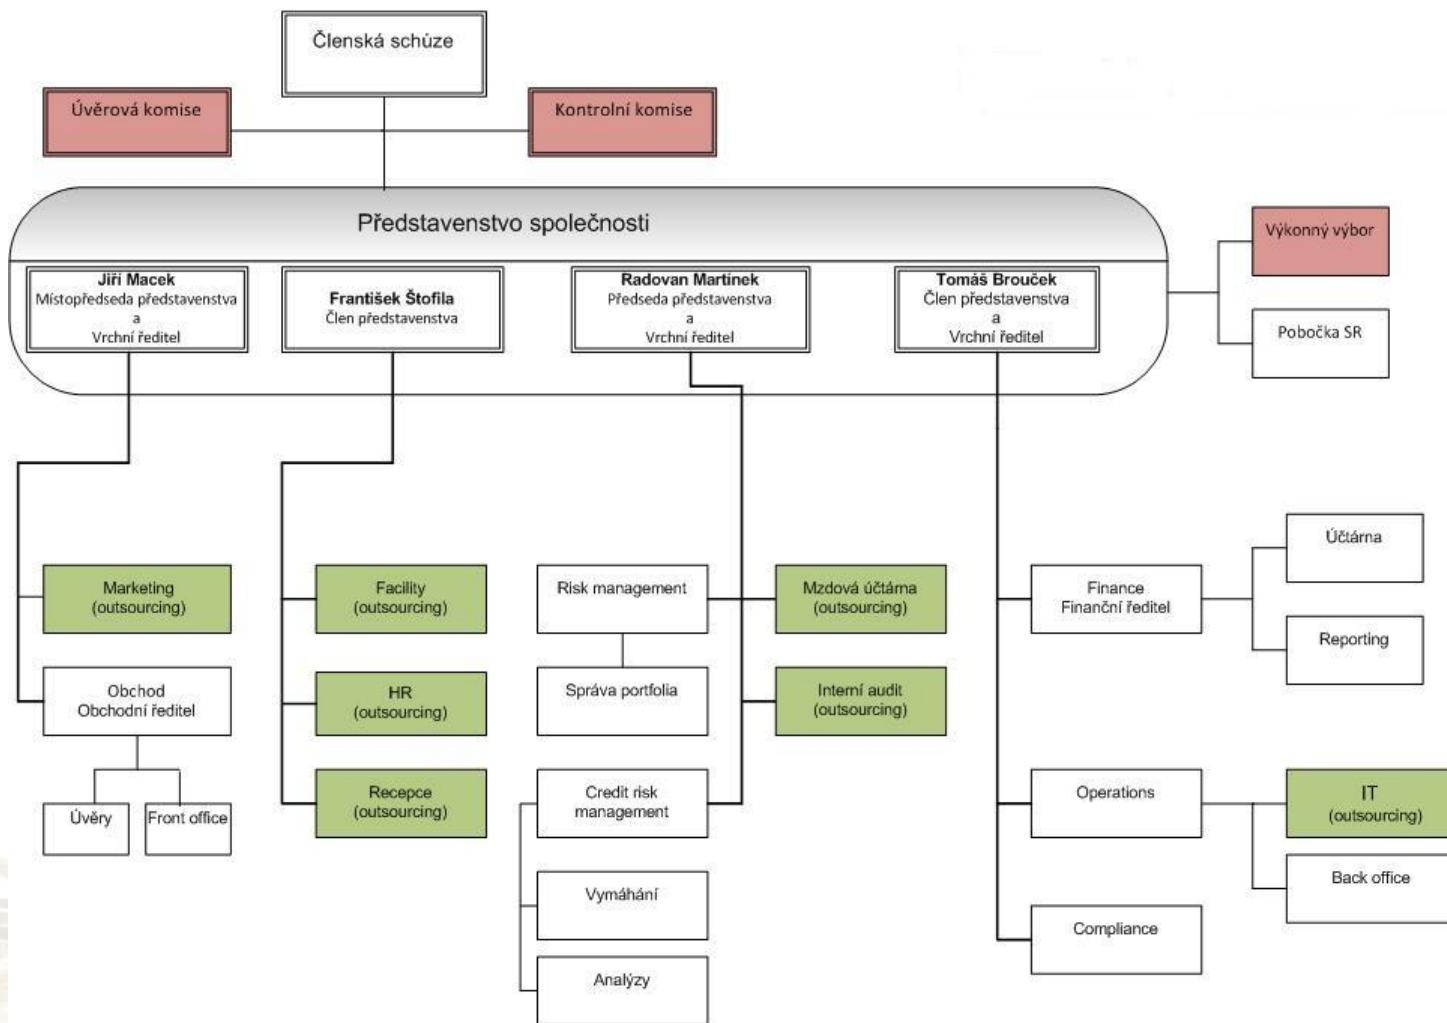 Členská schůze
Úvěrová komise
Kontrolní komise
Představenstvo společnosti
Jiří Macek
Místopředseda představenstva
a
Vrchní ředitel
František Štofila
Člen představenstva
Radovan Martínek
Předseda představenstva
a
Vrchní ředitel
Tomáš Brouček
Člen představenstva
a
Vrchní ředitel
Výkonný výbor
Pobočka SR
Marketing
(outsourcing)
Obchod
Obchodní ředitel
Úvěry
Front office
Facility
(outsourcing)
HR
(outsourcing)
Recepce
(outsourcing)
Risk management
Správa portfolia
Credit risk
management
Vymáhání
Analýzy
Mzdová účtárna
(outsourcing)
Interní audit
(outsourcing)
Finance
Finanční ředitel
Účtárna
Reporting
Operations
IT
(outsourcing)
Back office
Compliance